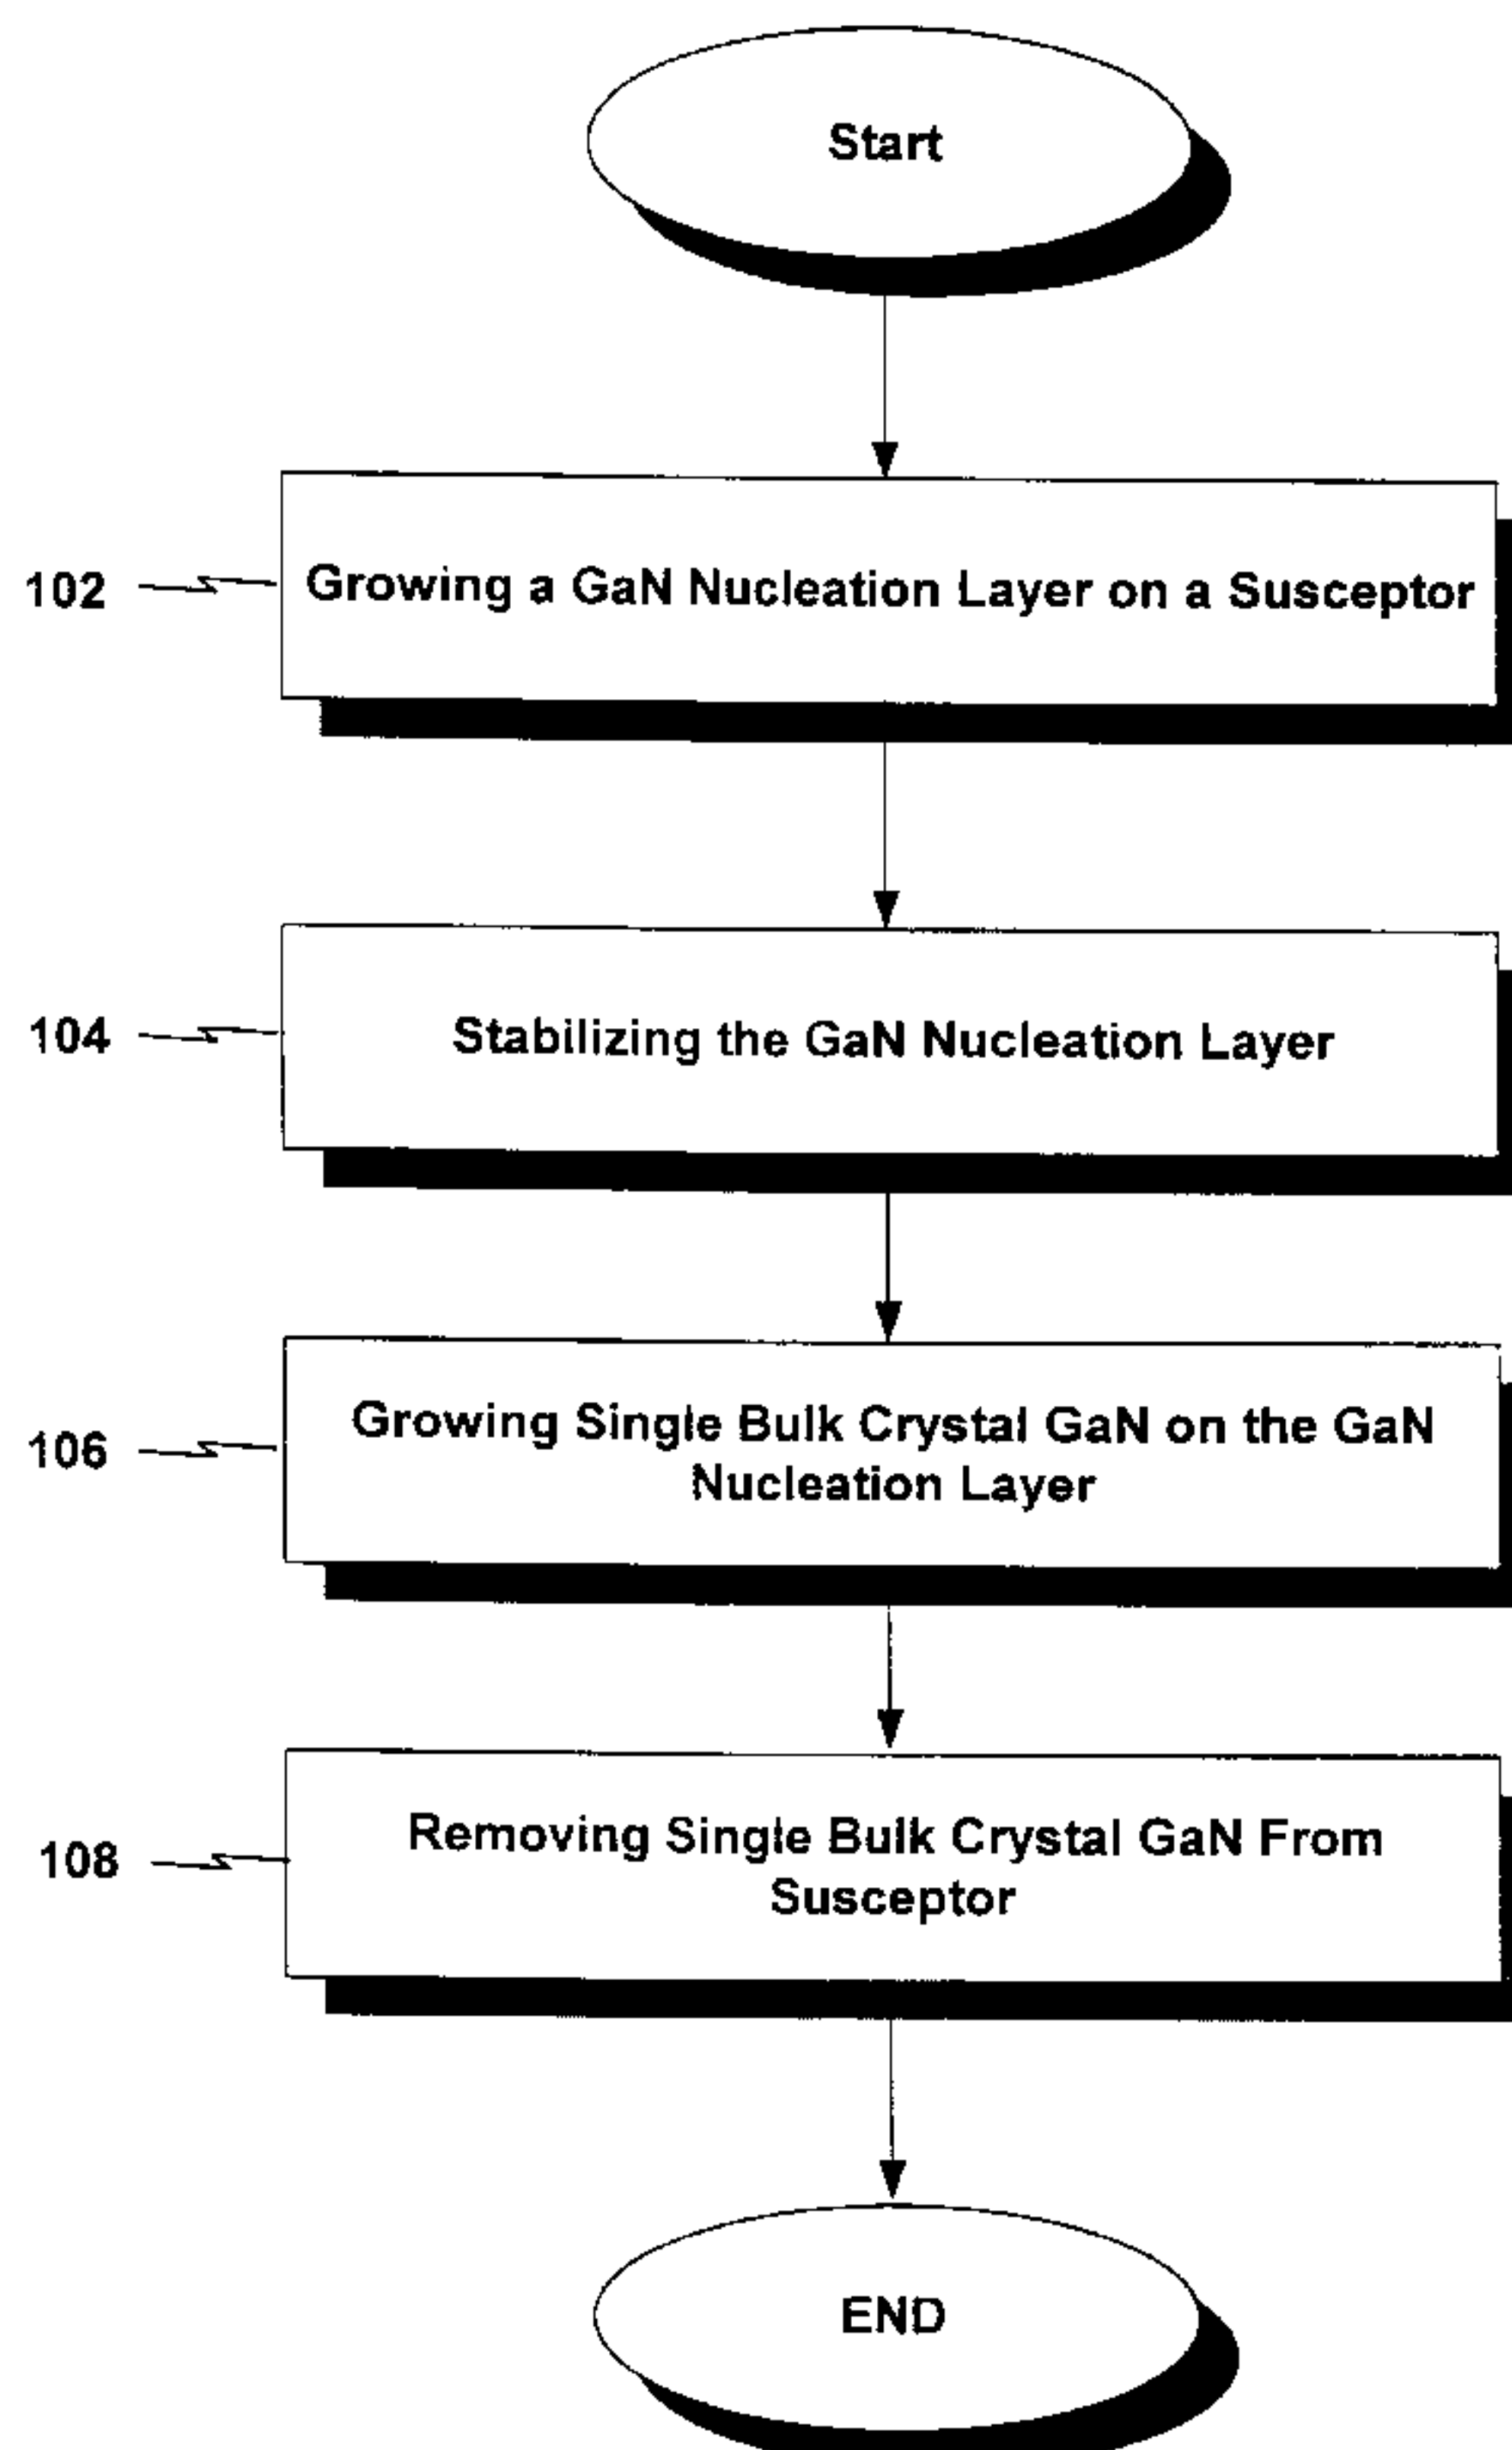 Start
102
Growing a GaN Nucleation Layer on a Susceptor
104
Stabilizing the GaN Nucleation Layer
106
Growing Single Bulk Crystal GaN on the GaN
Nucleation Layer
108
Removing Single Bulk Crystal GaN From
Susceptor
END